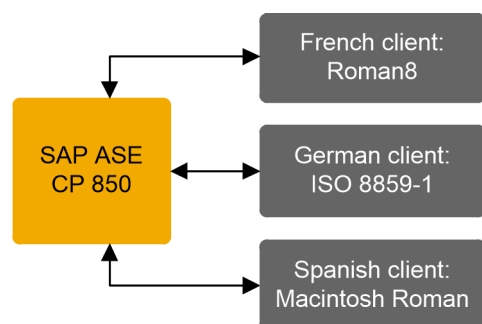 SAP ASE
CP 850
French client:
Roman8
German client:
ISO 8859-1
Spanish client:
Macintosh Roman